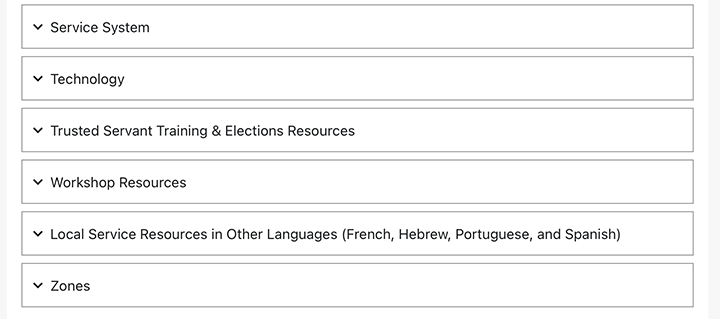 Service System
Technology
Trusted Servant Training & Elections Resources
Workshop Resources
Local Service Resources in Other Languages (French, Hebrew, Portuguese, and Spanish)
Zones